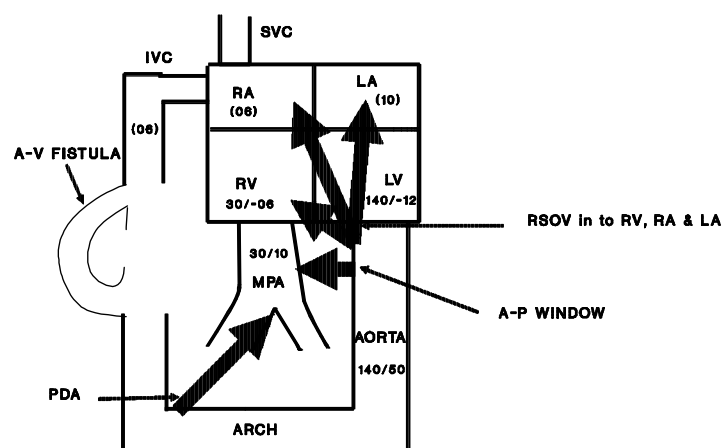 SVC
IVC
RA
(06)
LA
(10)
(06)
A-V FISTULA
RV
30/-06
LV
140/-12
RSOV in to RV, RA & LA
30/10
MPA
A-P WINDOW
AORTA
140/50
PDA
ARCH